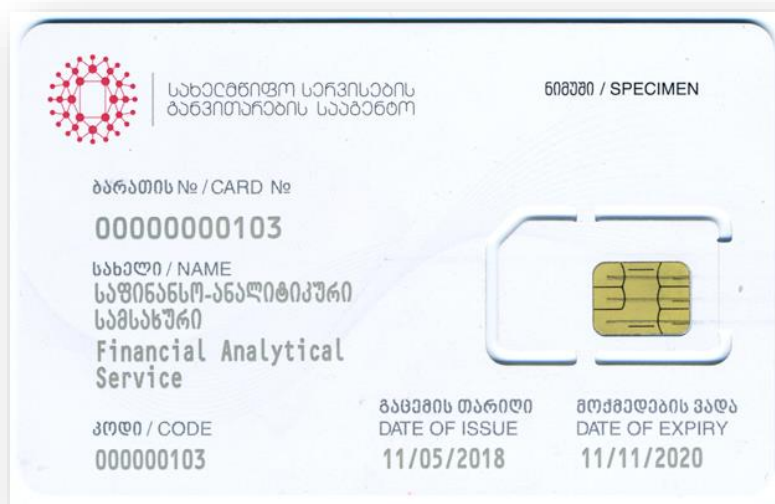 სახელმწიფო სერვისების
განვითარების სააგენტო
ნიმუში / SPECIMEN
ბარათის № / CARD №
00000000103
სახელი / NAME
საფინანსო-ანალიტიკური
სამსახური
Financial Analytical
Service
კოდი / CODE
000000103
გაცემის თარიღი
DATE OF ISSUE
11/05/2018
მოქმედების ვადა
DATE OF EXPIRY
11/11/2020